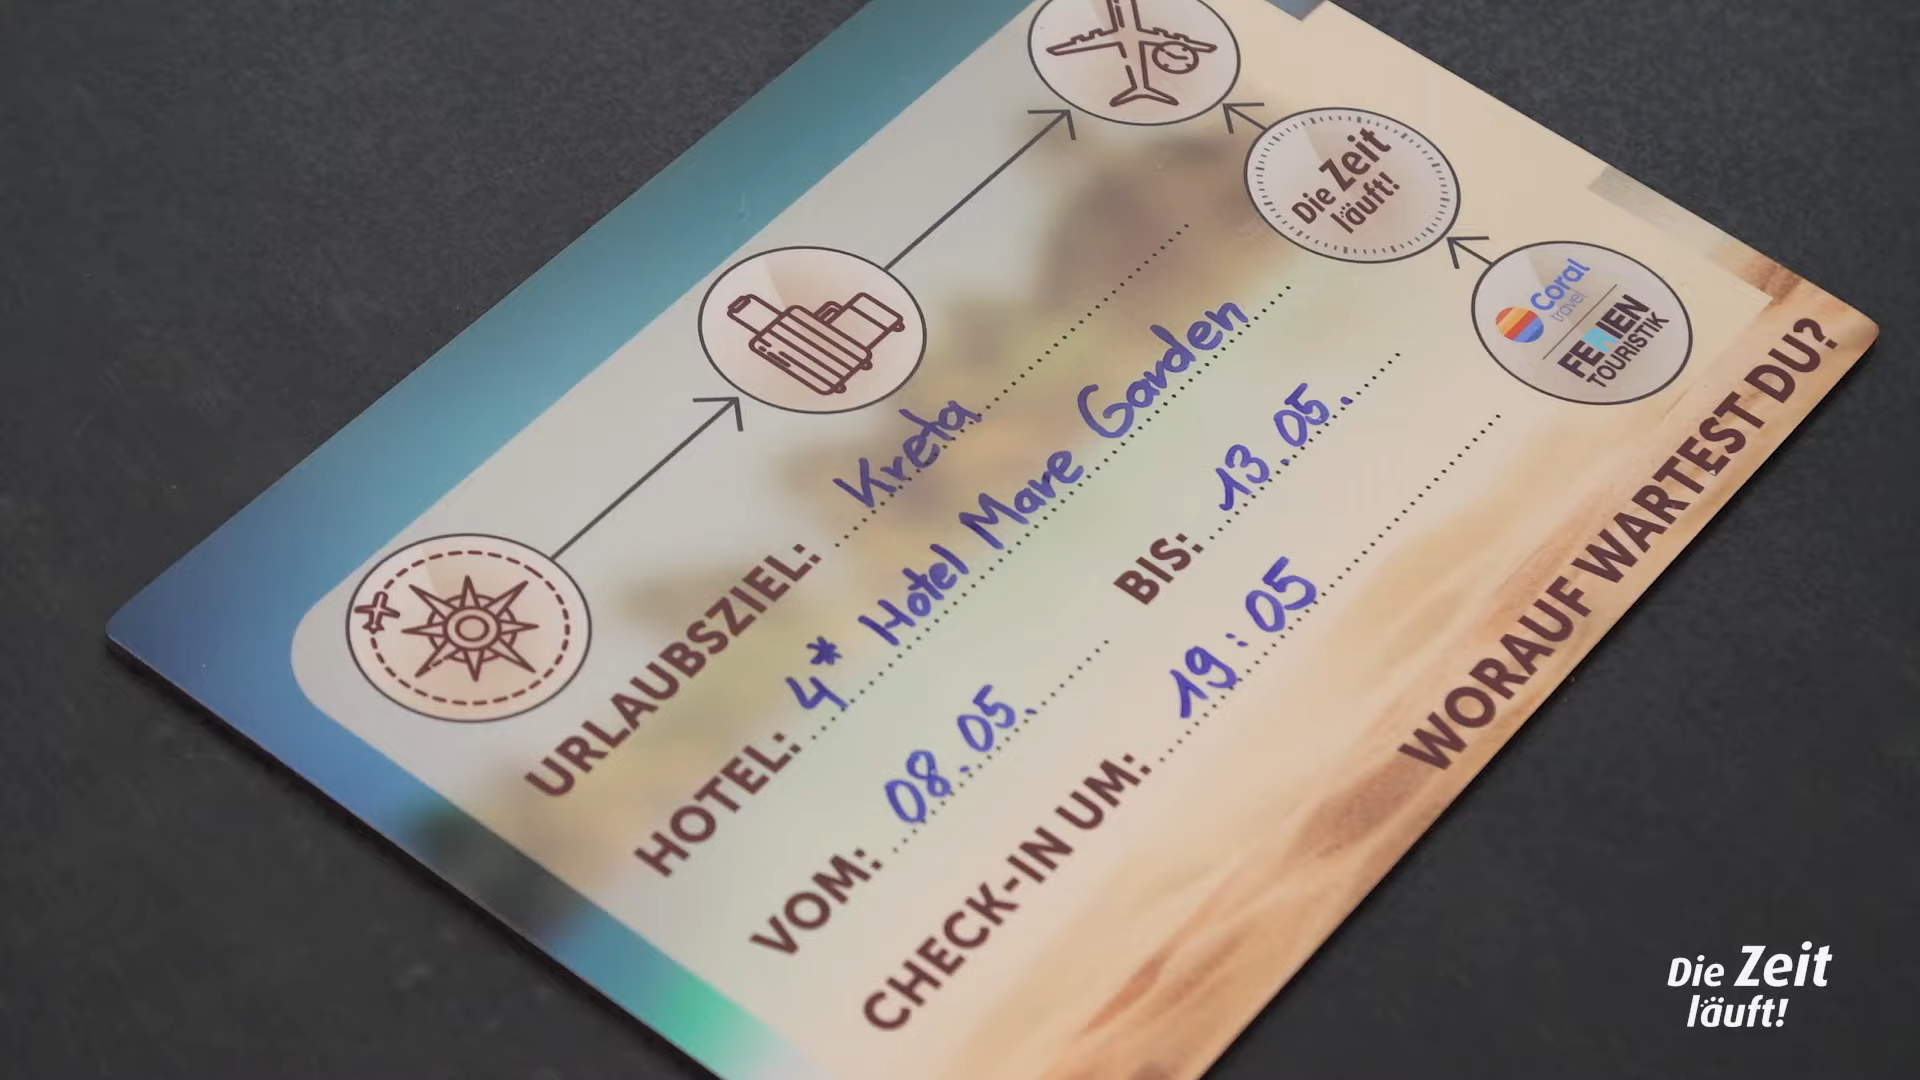 Die Zeit
läuft!
Coral
travel
FERIEN
TOURISTIK
URLAUBSZIEL: Kreta
HOTEL: 4* Hotel Mare Garden
VOM: 08.05. BIS: 13.05.
CHECK-IN UM: 19:05
WORAUF WARTEST DU?
Die Zeit
läuft!